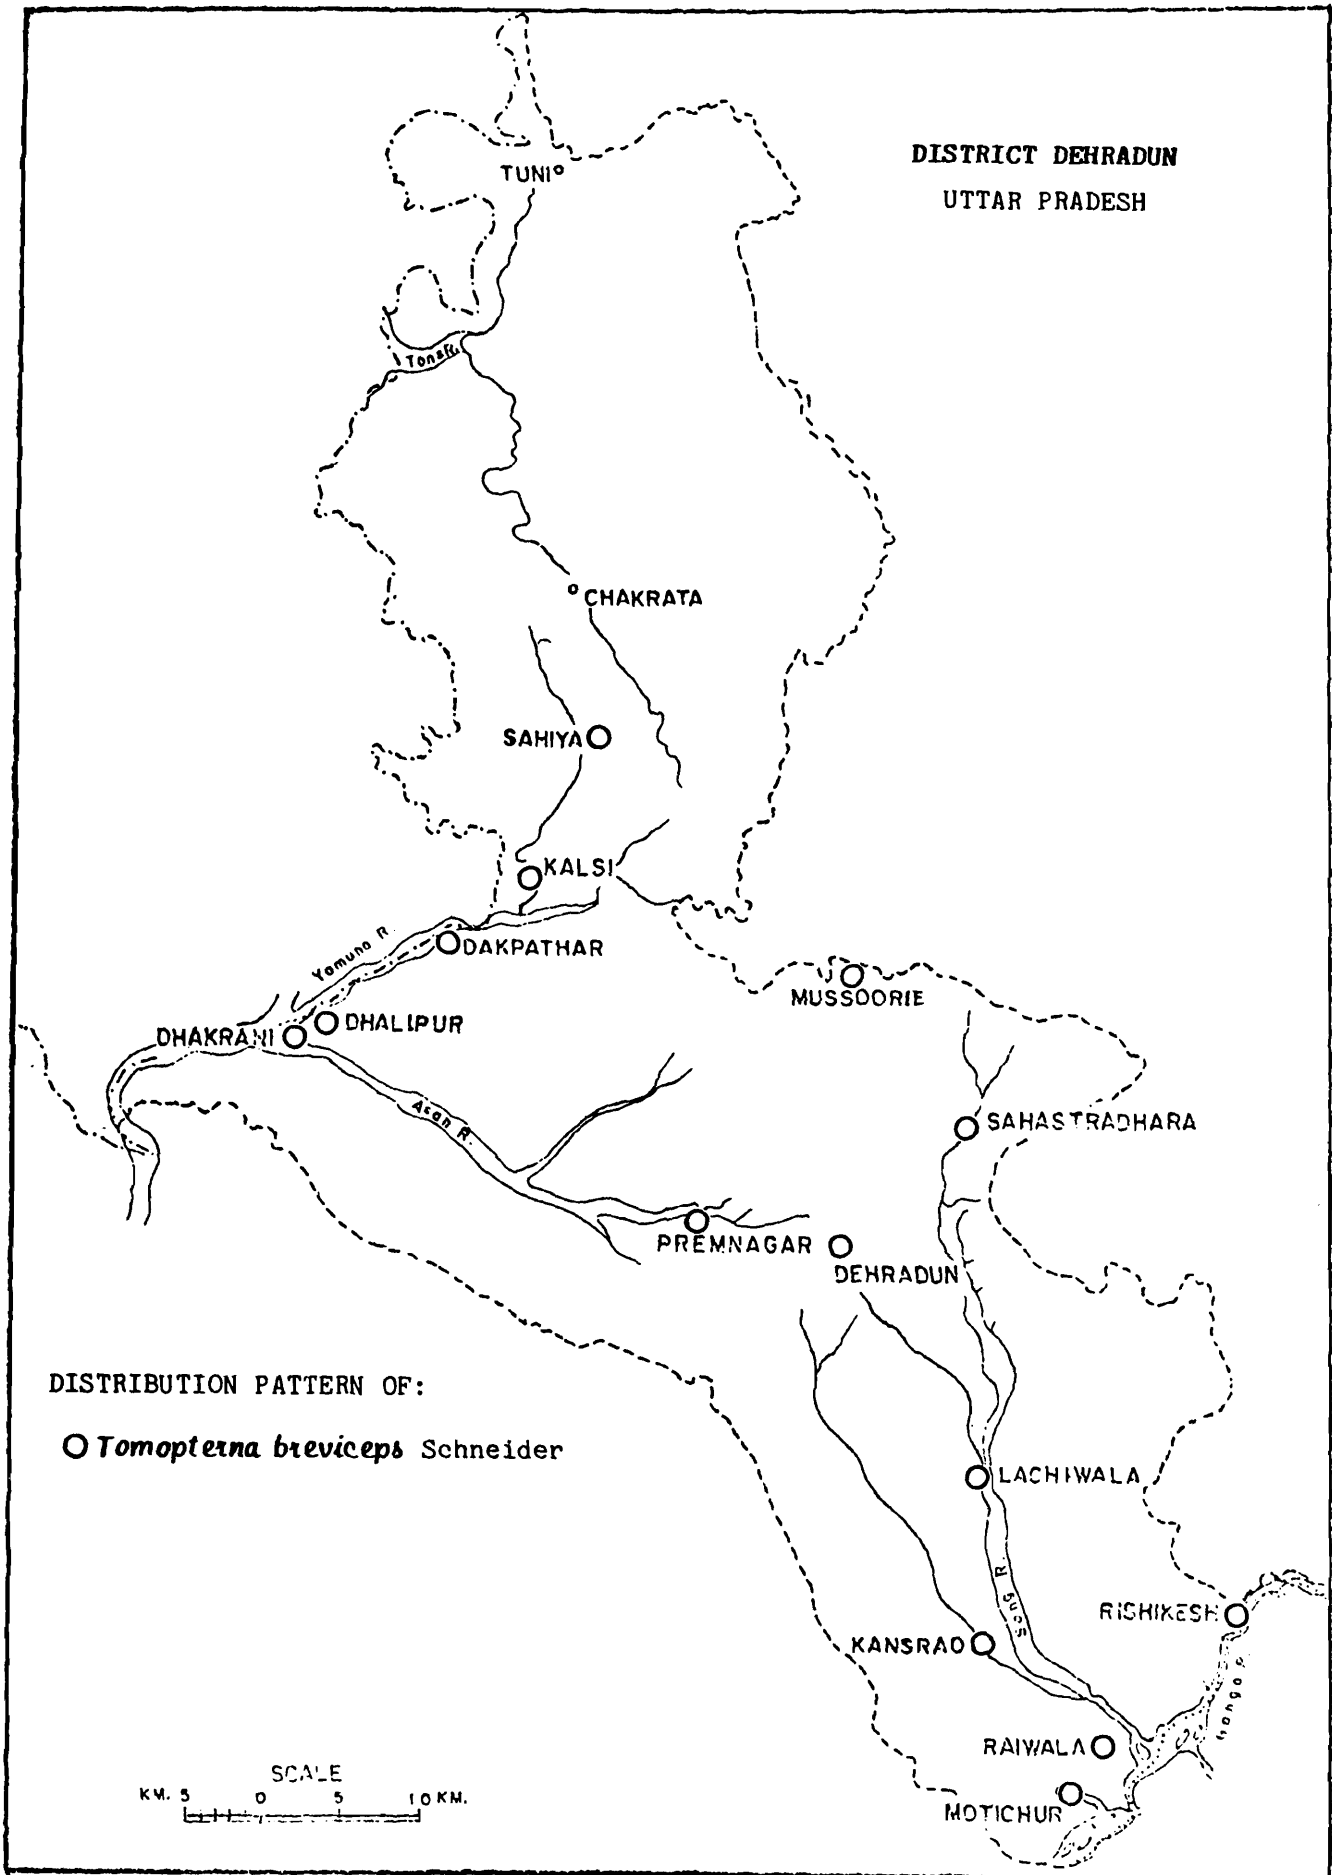 DISTRICT DEHRADUN
UTTAR PRADESH
TUNI
Tons R.
CHAKRATA
SAHIYA
KALSI
Yamuna R.
DAKPATHAR
MUSSOORIE
DHALIPUR
DHAKRANI
Asan R.
SAHASTRADHARA
PREMNAGAR
DEHRADUN
DISTRIBUTION PATTERN OF:
Tomopterna breviceps Schneider
LACHIWALA
Song R.
RISHIKESH
KANSRAO
Ganga R.
RAIWALA
MOTICHUR
SCALE
KM. 5 0 5 10 KM.